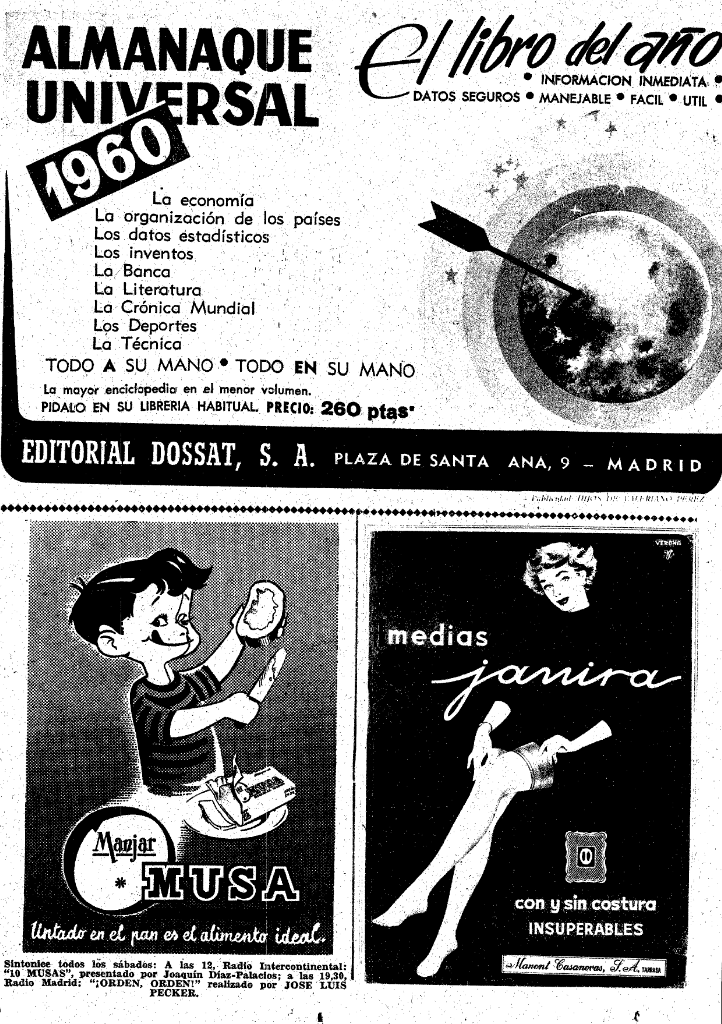 ALMANAQUE
UNIVERSAL
1960
El libro del año
• INFORMACION INMEDIATA •
DATOS SEGUROS • MANEJABLE • FACIL • UTIL •
La economía
La organización de los países
Los datos estadísticos
Los inventos
La Banca
La Literatura
La Crónica Mundial
Los Deportes
La Técnica
TODO A SU MANO • TODO EN SU MANO
La mayor enciclopedia en el menor volumen.
PIDALO EN SU LIBRERIA HABITUAL. PRECIO: 260 ptas.
EDITORIAL DOSSAT, S. A. PLAZA DE SANTA ANA, 9 - MADRID
Publicidad HIJOS DE VALERIANO PEREZ
Manjar
MUSA
Untado en el pan es el alimento ideal.
Sintonice todos los sábados: A las 12, Radio Intercontinental:
"10 MUSAS", presentado por Joaquín Díaz-Palacios; a las 19,30,
Radio Madrid: "¡ORDEN, ORDEN!" realizado por JOSE LUIS
PECKER.
medias
janira
con y sin costura
INSUPERABLES
Manent Casanovas, S.A.